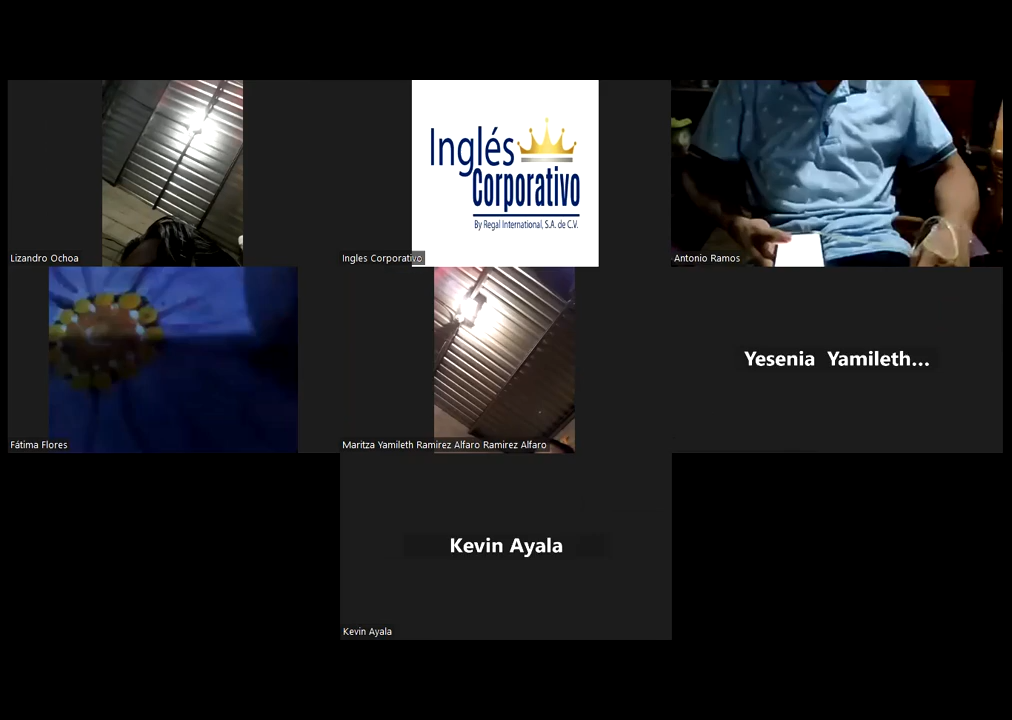 Inglés
Corporativo
By Regal International, S.A. de C.V.
Lizandro Ochoa
Ingles Corporativo
Antonio Ramos
Yesenia Yamileth...
Fátima Flores
Maritza Yamileth Ramirez Alfaro Ramirez Alfaro
Kevin Ayala
Kevin Ayala